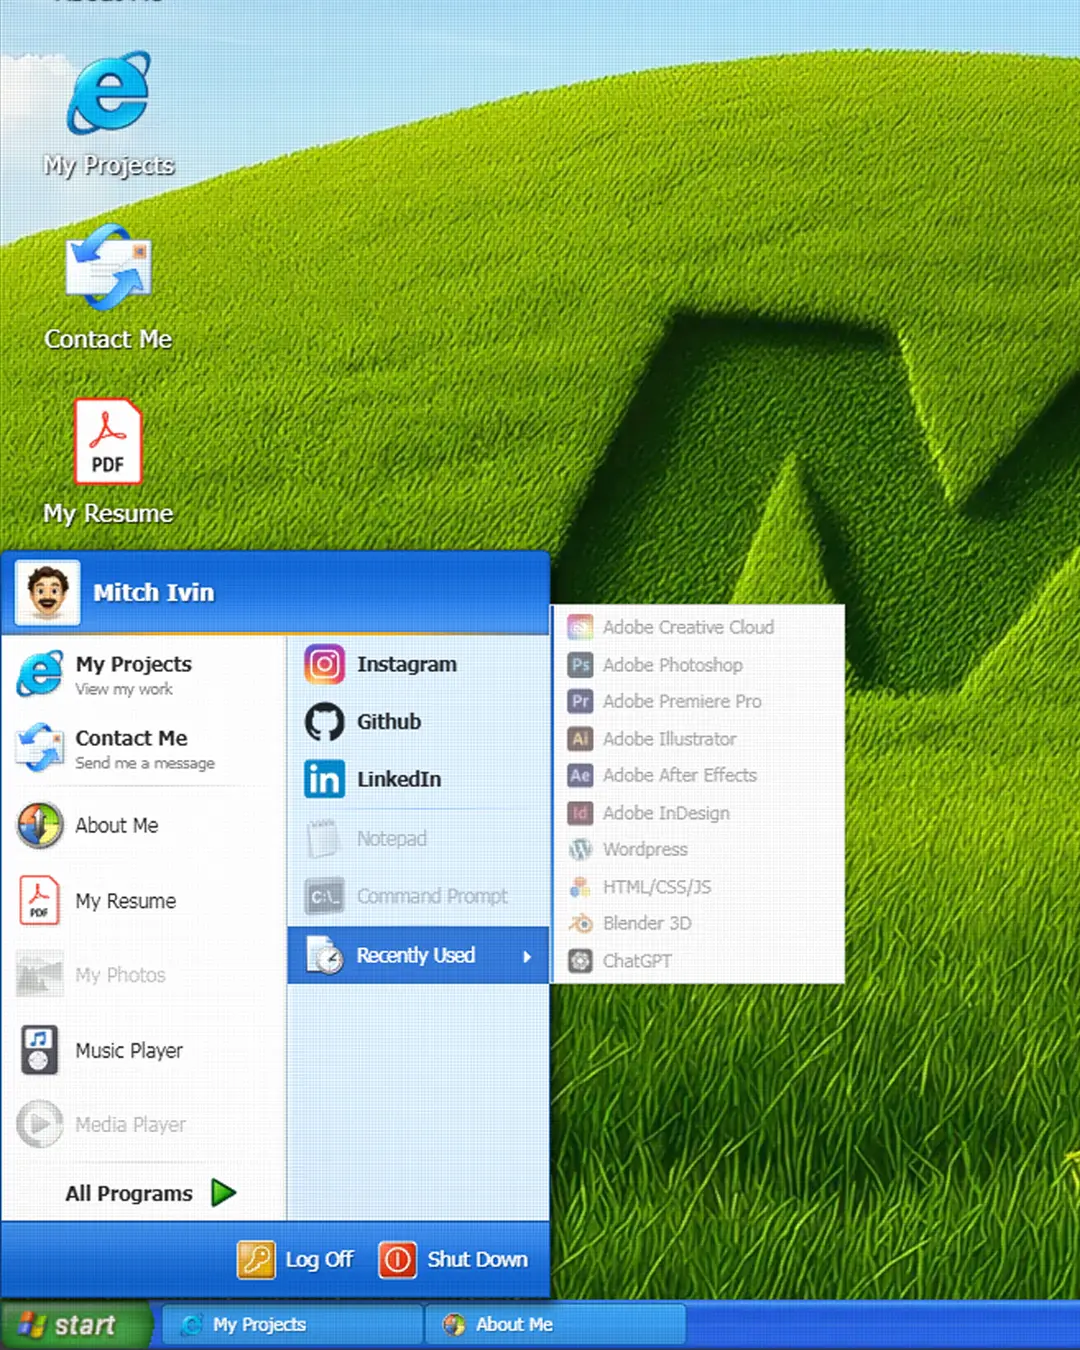 About Me
My Projects
Contact Me
PDF
My Resume
Mitch Ivin
My Projects
View my work
Contact Me
Send me a message
About Me
PDF
My Resume
My Photos
Music Player
Media Player
All Programs
Instagram
Github
in
LinkedIn
Notepad
C:\_
Command Prompt
Recently Used
Adobe Creative Cloud
Ps
Adobe Photoshop
Pr
Adobe Premiere Pro
Ai
Adobe Illustrator
Ae
Adobe After Effects
Id
Adobe InDesign
Wordpress
HTML/CSS/JS
Blender 3D
ChatGPT
Log Off
Shut Down
start
My Projects
About Me